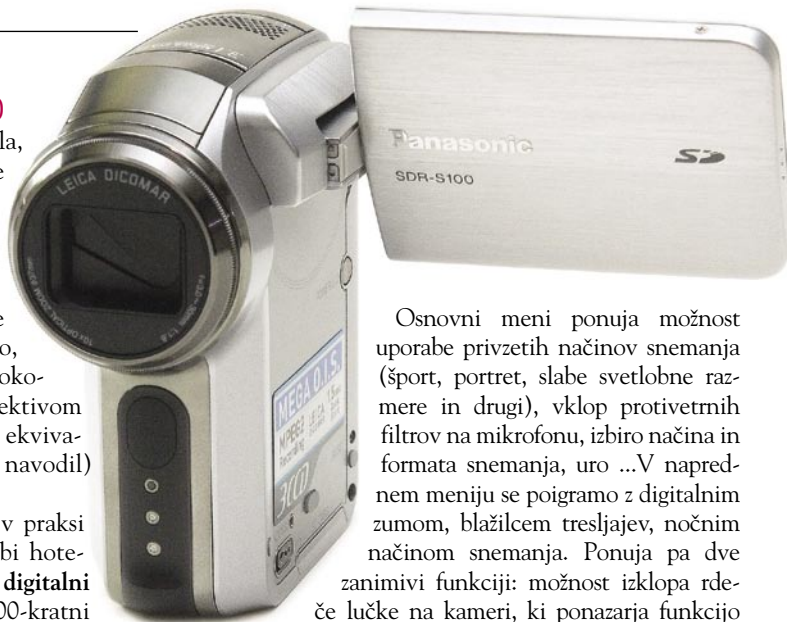 )
la,
e
e
o,
oko-
ektivom
ekviva-
navodil)
v praksi
bi hote-
digitalni
00-kratni
LEICA DICOMAR
MEGA O.I.S.
MPEG2
Recording
3CCD
Panasonic
SDR-S100
SD
Osnovni meni ponuja možnost
uporabe privzetih načinov snemanja
(šport, portret, slabe svetlobne raz-
mere in drugi), vklop protivetrnih
filtrov na mikrofonu, izbiro načina in
formata snemanja, uro ...V napred-
nem meniju se poigramo z digitalnim
zumom, blažilcem tresljajev, nočnim
načinom snemanja. Ponuja pa dve
zanimivi funkciji: možnost izklopa rde-
če lučke na kameri, ki ponazarja funkcijo